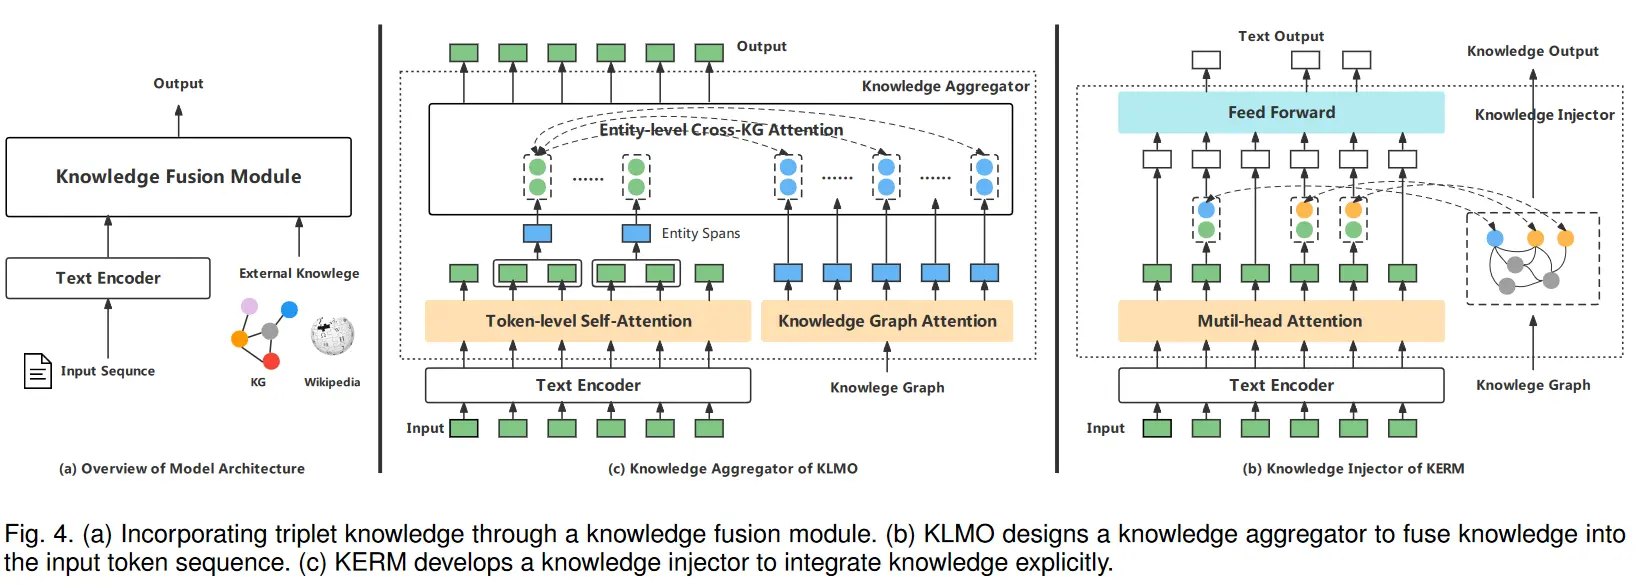 Output
Knowledge Fusion Module
Text Encoder
External Knowlege
Input Sequnce
KG
Wikipedia
(a) Overview of Model Architecture
Output
Knowledge Aggregator
Entity-level Cross-KG Attention
......
......
......
Entity Spans
Token-level Self-Attention
Knowledge Graph Attention
Text Encoder
Knowlege Graph
Input
(c) Knowledge Aggregator of KLMO
Text Output
Knowledge Output
Feed Forward
Knowledge Injector
Mutil-head Attention
Text Encoder
Knowlege Graph
Input
(b) Knowledge Injector of KERM
Fig. 4. (a) Incorporating triplet knowledge through a knowledge fusion module. (b) KLMO designs a knowledge aggregator to fuse knowledge into
the input token sequence. (c) KERM develops a knowledge injector to integrate knowledge explicitly.